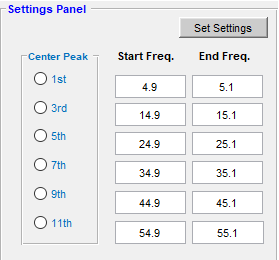 Settings Panel
Set Settings
Center Peak Start Freq. End Freq.
1st 4.9 5.1
3rd 14.9 15.1
5th 24.9 25.1
7th 34.9 35.1
9th 44.9 45.1
11th 54.9 55.1